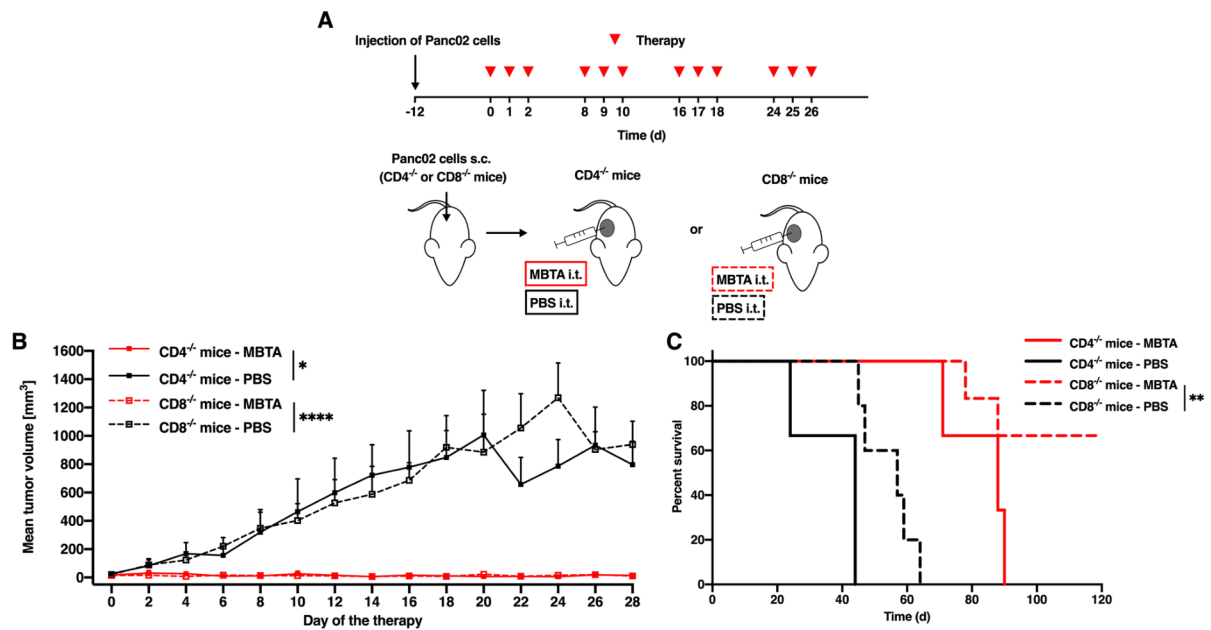 A
Injection of Panc02 cells
Therapy
-12 0 1 2 8 9 10 16 17 18 24 25 26
Time (d)
Panc02 cells s.c.
(CD4-/- or CD8-/- mice)
CD4-/- mice
CD8-/- mice
or
MBTA i.t.
PBS i.t.
MBTA i.t.
PBS i.t.
B
Mean tumor volume [mm³]
1600
1400
1200
1000
800
600
400
200
0
CD4-/- mice - MBTA
CD4-/- mice - PBS
*
CD8-/- mice - MBTA
CD8-/- mice - PBS
****
0 2 4 6 8 10 12 14 16 18 20 22 24 26 28
Day of the therapy
C
Percent survival
100
80
60
40
20
0
CD4-/- mice - MBTA
CD4-/- mice - PBS
CD8-/- mice - MBTA
CD8-/- mice - PBS
**
0 20 40 60 80 100 120
Time (d)